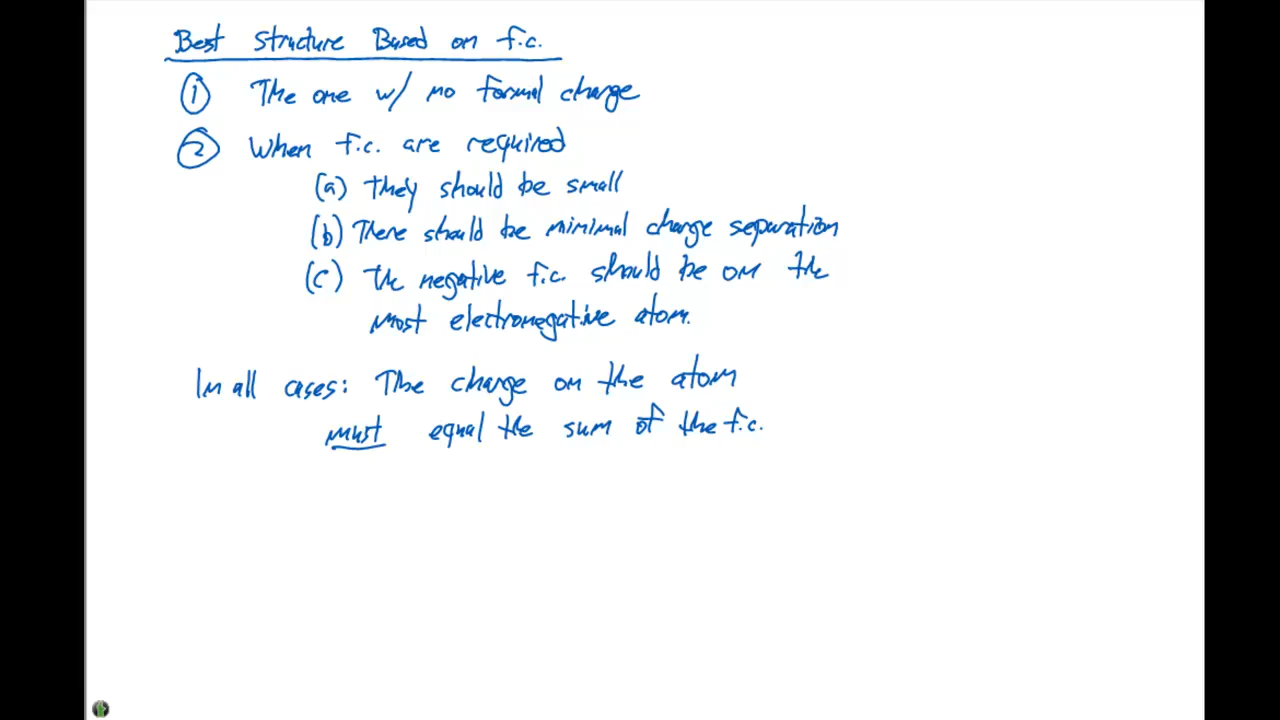 Best Structure Based on f.c.
① The one w/ no formal charge
② When f.c. are required
(a) They should be small
(b) There should be minimal charge separation
(c) The negative f.c. should be on the
most electronegative atom.
In all cases: The charge on the atom
must equal the sum of the f.c.